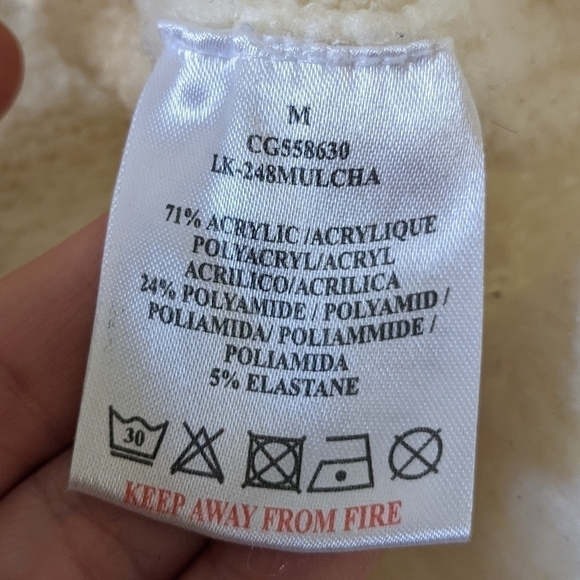 M
CG558630
LK-248MULCHA
71% ACRYLIC /ACRYLIQUE
POLYACRYL/ACRYL
ACRILICO/ACRILICA
24% POLYAMIDE / POLYAMID /
POLIAMIDA/ POLIAMMIDE /
POLIAMIDA
5% ELASTANE
30
KEEP AWAY FROM FIRE